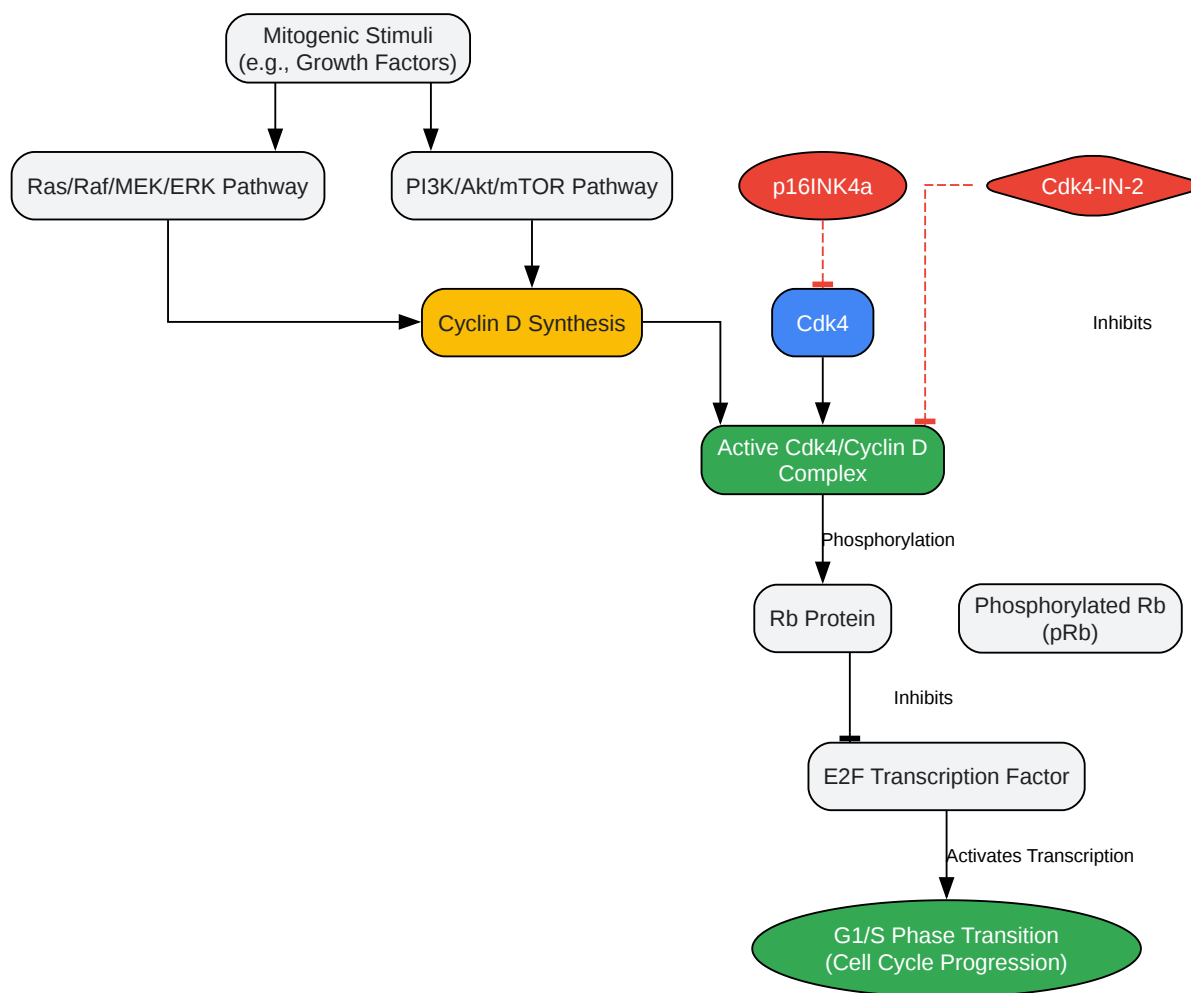 Mitogenic Stimuli
(e.g., Growth Factors)
Ras/Raf/MEK/ERK Pathway
PI3K/Akt/mTOR Pathway
p16INK4a
Cdk4-IN-2
Cyclin D Synthesis
Cdk4
Inhibits
Active Cdk4/Cyclin D
Complex
Phosphorylation
Rb Protein
Phosphorylated Rb
(pRb)
Inhibits
E2F Transcription Factor
Activates Transcription
G1/S Phase Transition
(Cell Cycle Progression)